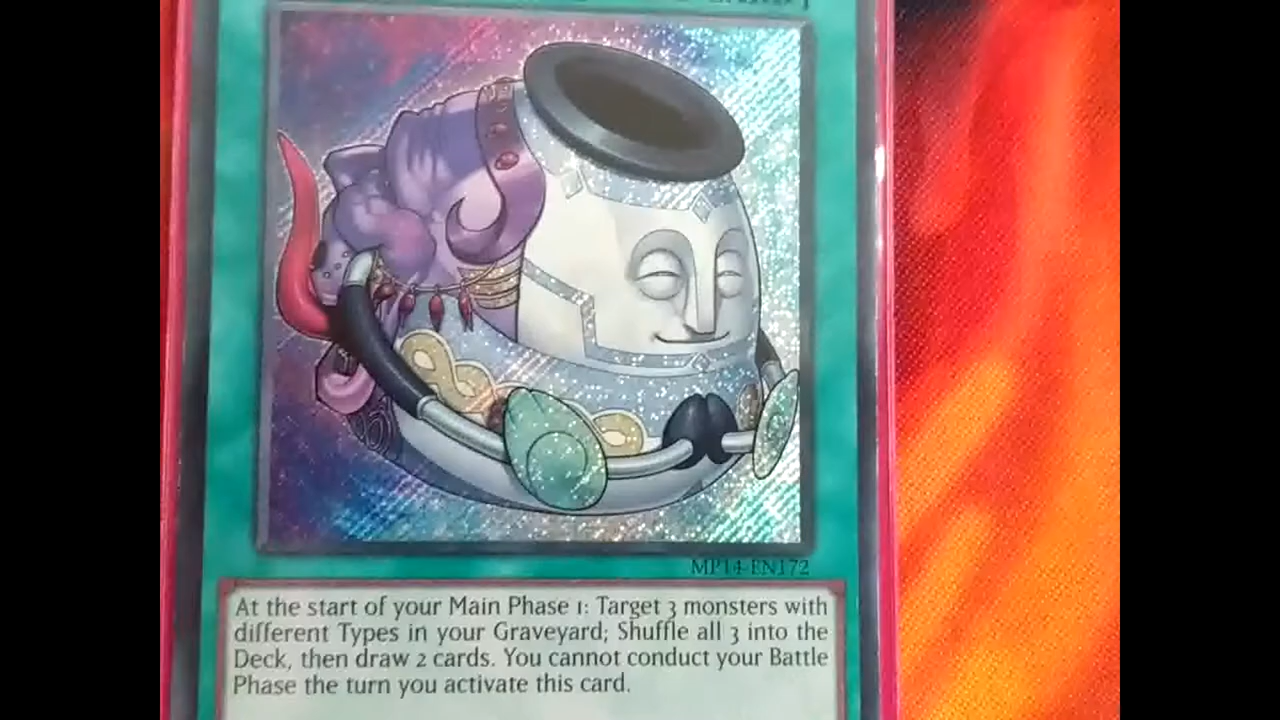 MP14-EN172
At the start of your Main Phase 1: Target 3 monsters with
different Types in your Graveyard; Shuffle all 3 into the
Deck, then draw 2 cards. You cannot conduct your Battle
Phase the turn you activate this card.